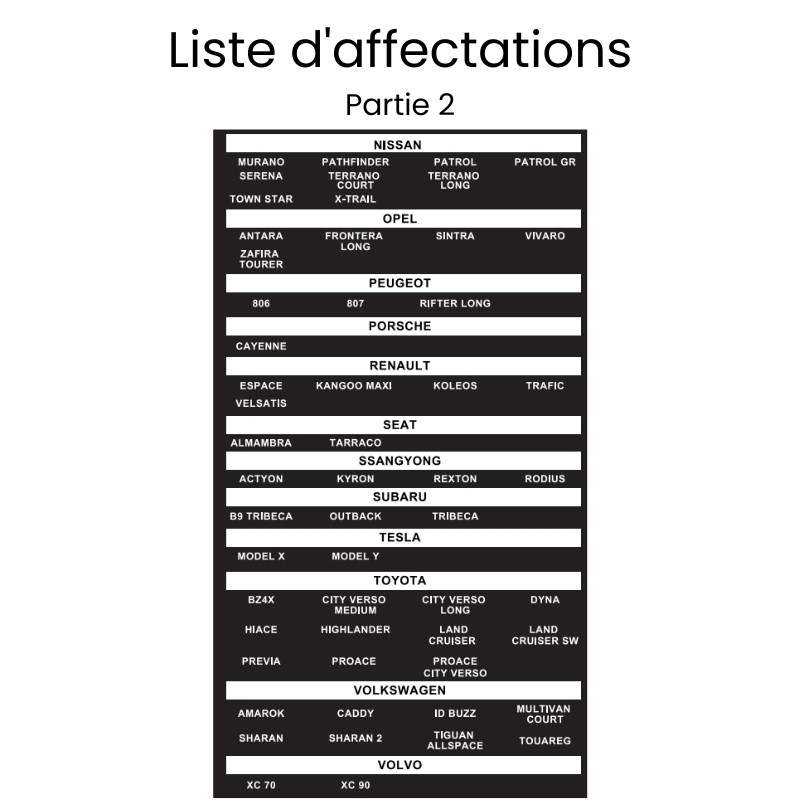 Liste d'affectations
Partie 2
NISSAN
MURANO PATHFINDER PATROL PATROL GR
SERENA TERRANO COURT TERRANO LONG
TOWN STAR X-TRAIL
OPEL
ANTARA FRONTERA LONG SINTRA VIVARO
ZAFIRA TOURER
PEUGEOT
806 807 RIFTER LONG
PORSCHE
CAYENNE
RENAULT
ESPACE KANGOO MAXI KOLEOS TRAFIC
VELSATIS
SEAT
ALMAMBRA TARRACO
SSANGYONG
ACTYON KYRON REXTON RODIUS
SUBARU
B9 TRIBECA OUTBACK TRIBECA
TESLA
MODEL X MODEL Y
TOYOTA
BZ4X CITY VERSO MEDIUM CITY VERSO LONG DYNA
HIACE HIGHLANDER LAND CRUISER LAND CRUISER SW
PREVIA PROACE PROACE CITY VERSO
VOLKSWAGEN
AMAROK CADDY ID BUZZ MULTIVAN COURT
SHARAN SHARAN 2 TIGUAN ALLSPACE TOUAREG
VOLVO
XC 70 XC 90